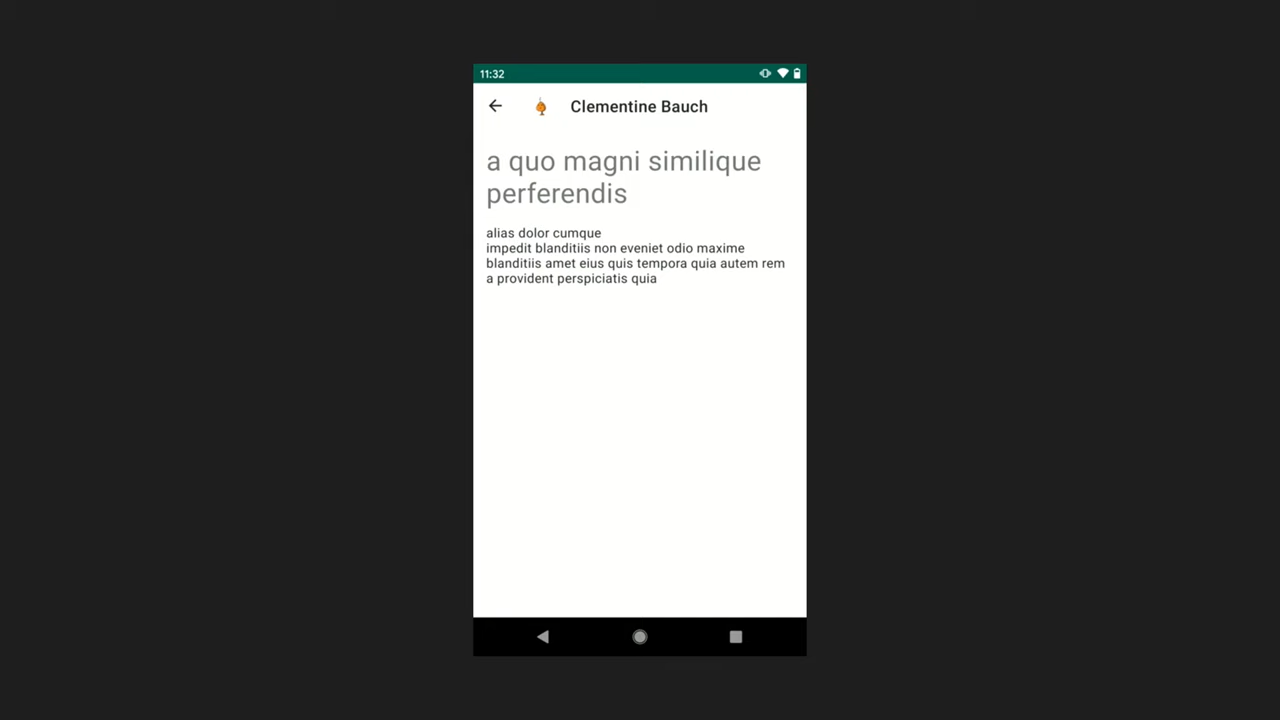 11:32
Clementine Bauch
a quo magni similique
perferendis
alias dolor cumque
impedit blanditiis non eveniet odio maxime
blanditiis amet eius quis tempora quia autem rem
a provident perspiciatis quia